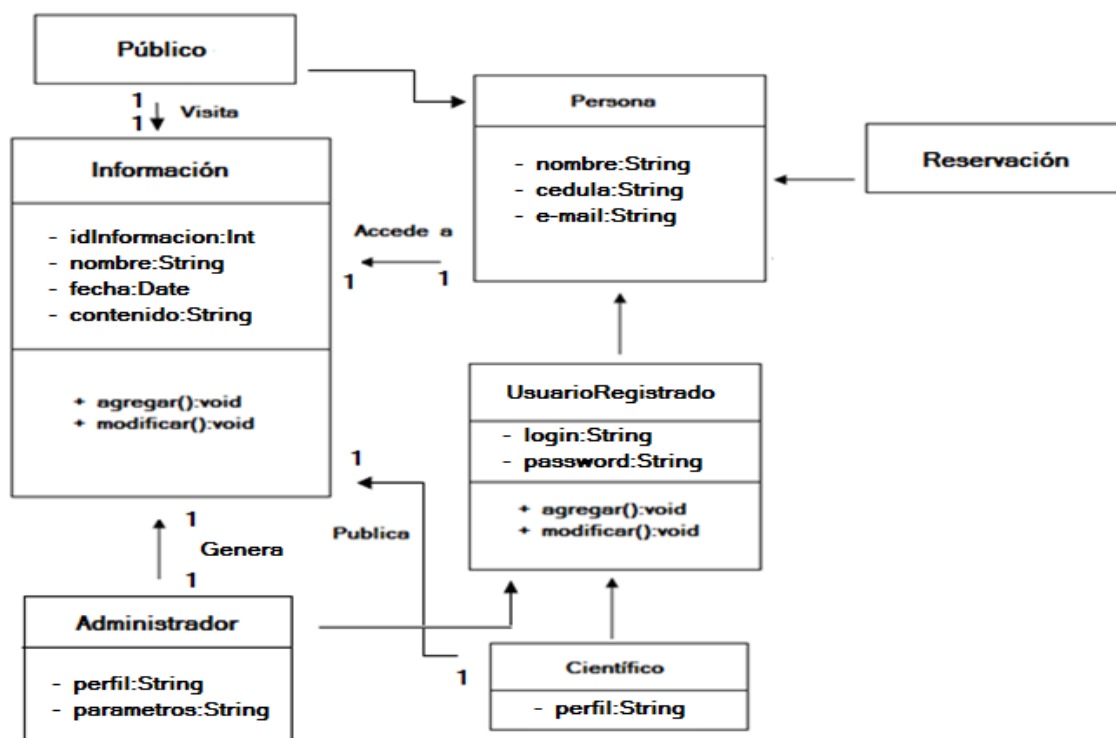 Público
1
1
Visita
Información
- idInformacion:Int
- nombre:String
- fecha:Date
- contenido:String
+ agregar():void
+ modificar():void
Persona
- nombre:String
- cedula:String
- e-mail:String
Reservación
Accede a
1
1
UsuarioRegistrado
- login:String
- password:String
+ agregar():void
+ modificar():void
1
Publica
1
1
Genera
1
Administrador
- perfil:String
- parametros:String
Científico
- perfil:String